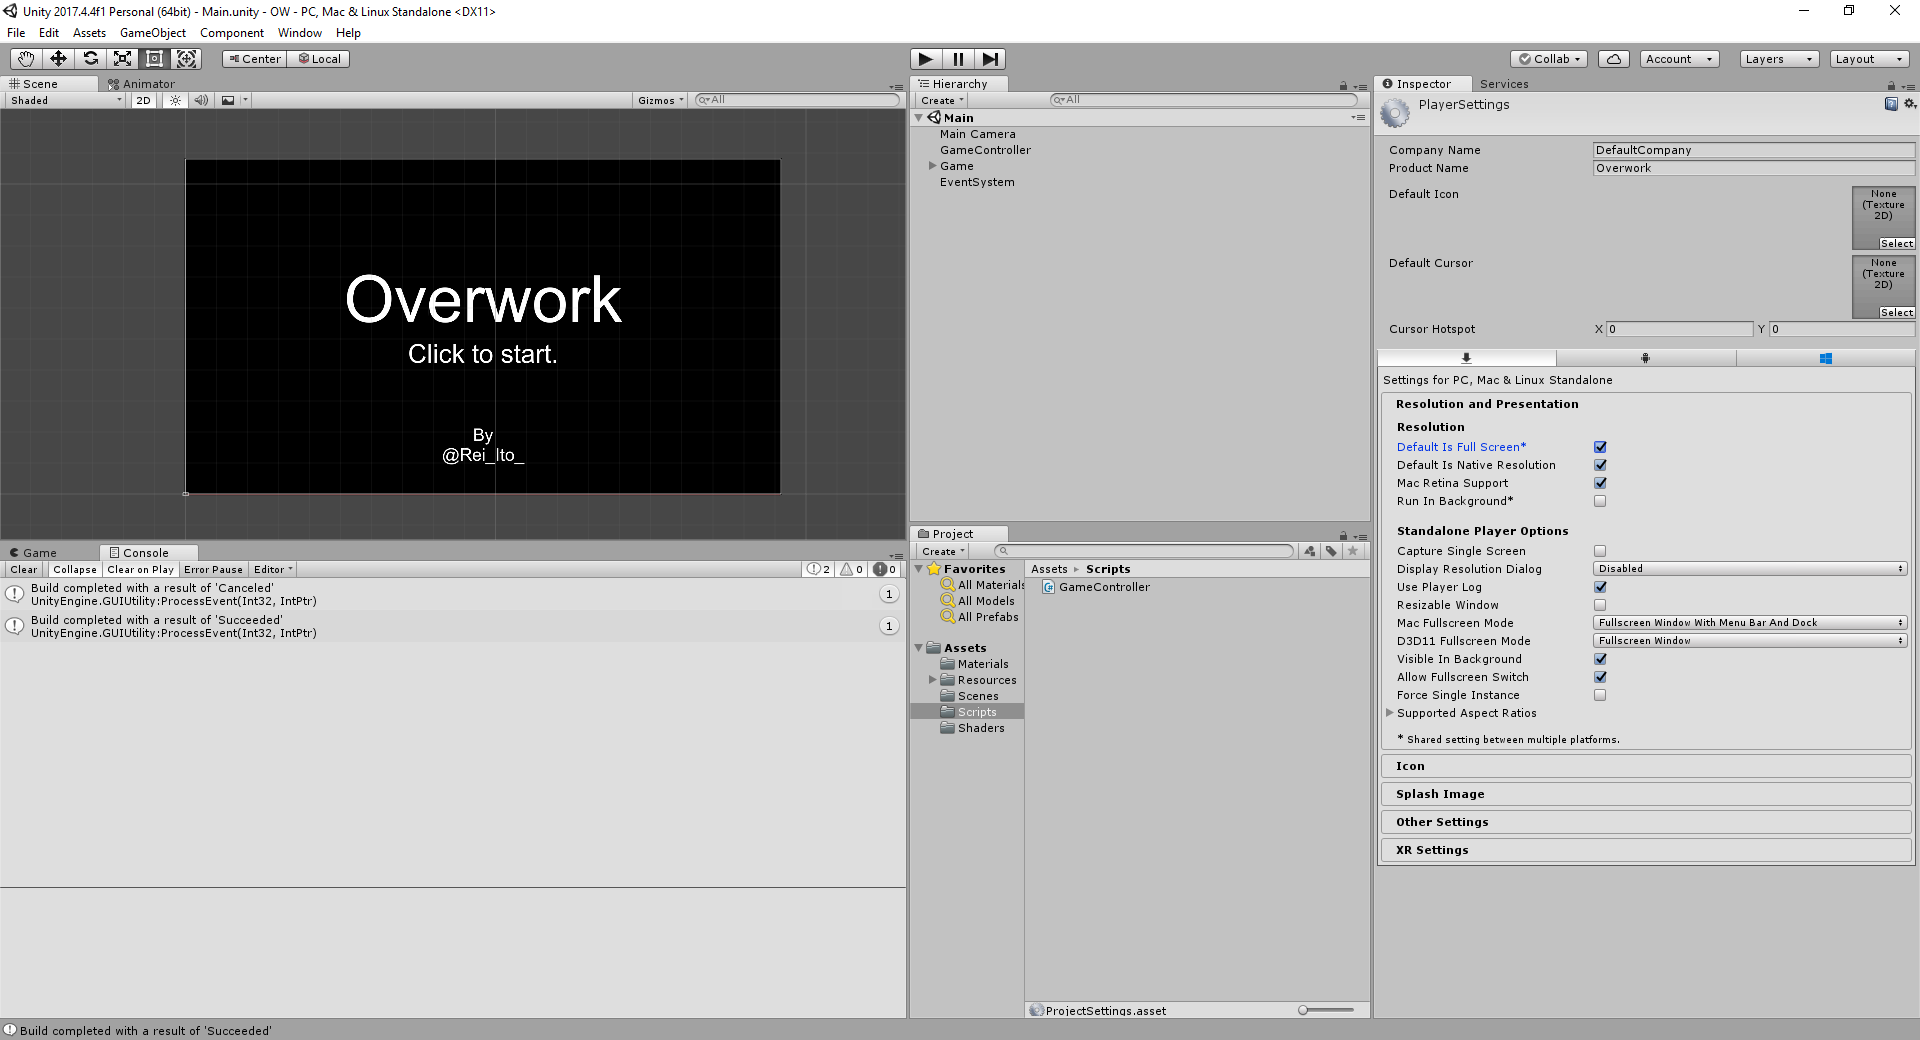 Unity 2017.4.4f1 Personal (64bit) - Main.unity - OW - PC, Mac & Linux Standalone <DX11>
File Edit Assets GameObject Component Window Help
Center Local
Collab Account Layers Layout
Scene Animator
Shaded 2D Gizmos All
Overwork
Click to start.
By
@Rei_Ito_
Game Console
Clear Collapse Clear on Play Error Pause Editor 2 0 0
Build completed with a result of 'Canceled'
UnityEngine.GUIUtility:ProcessEvent(Int32, IntPtr)
1
Build completed with a result of 'Succeeded'
UnityEngine.GUIUtility:ProcessEvent(Int32, IntPtr)
1
Hierarchy
Create All
Main
Main Camera
GameController
Game
EventSystem
Project
Create
Favorites
All Materials
All Models
All Prefabs
Assets
Materials
Resources
Scenes
Scripts
Shaders
Assets Scripts
GameController
ProjectSettings.asset
Inspector Services
PlayerSettings
Company Name DefaultCompany
Product Name Overwork
Default Icon
None
(Texture
2D)
Select
Default Cursor
None
(Texture
2D)
Select
Cursor Hotspot X 0 Y 0
Settings for PC, Mac & Linux Standalone
Resolution and Presentation
Resolution
Default Is Full Screen*
Default Is Native Resolution
Mac Retina Support
Run In Background*
Standalone Player Options
Capture Single Screen
Display Resolution Dialog Disabled
Use Player Log
Resizable Window
Mac Fullscreen Mode Fullscreen Window With Menu Bar And Dock
D3D11 Fullscreen Mode Fullscreen Window
Visible In Background
Allow Fullscreen Switch
Force Single Instance
Supported Aspect Ratios
* Shared setting between multiple platforms.
Icon
Splash Image
Other Settings
XR Settings
Build completed with a result of 'Succeeded'